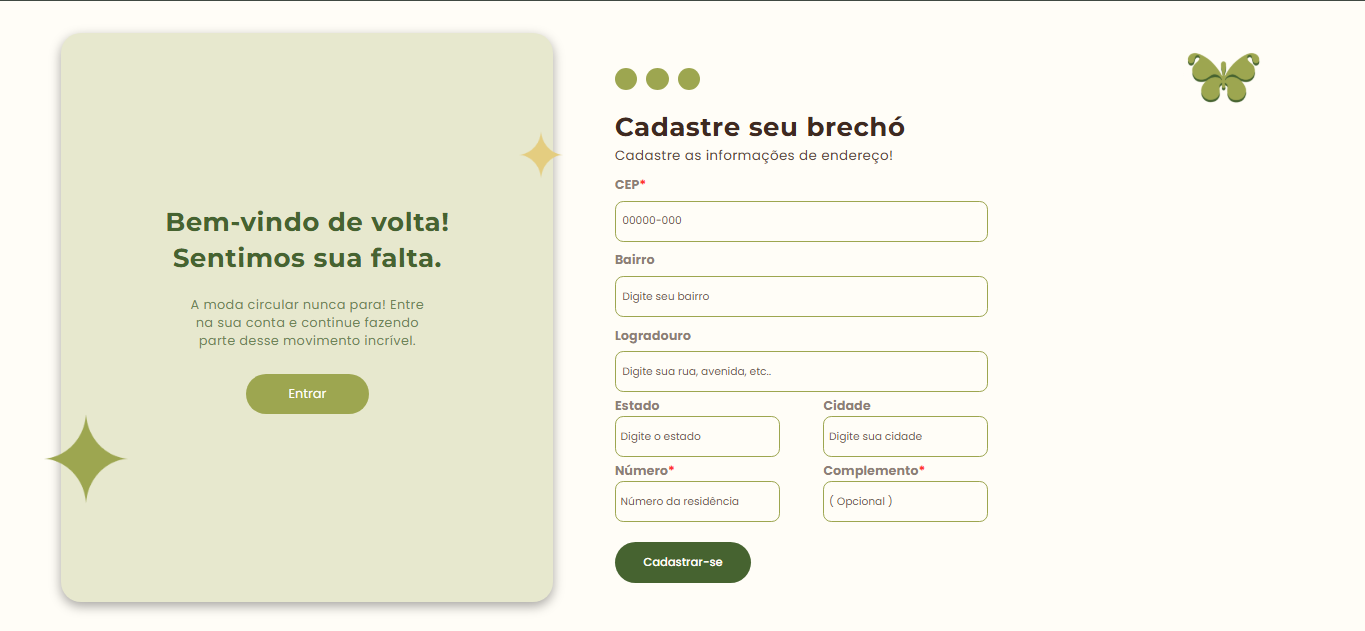 Bem-vindo de volta!
Sentimos sua falta.
A moda circular nunca para! Entre
na sua conta e continue fazendo
parte desse movimento incrível.
Entrar
Cadastre seu brechó
Cadastre as informações de endereço!
CEP*
00000-000
Bairro
Digite seu bairro
Logradouro
Digite sua rua, avenida, etc..
Estado
Cidade
Digite o estado
Digite sua cidade
Número*
Complemento*
Número da residência
( Opcional )
Cadastrar-se